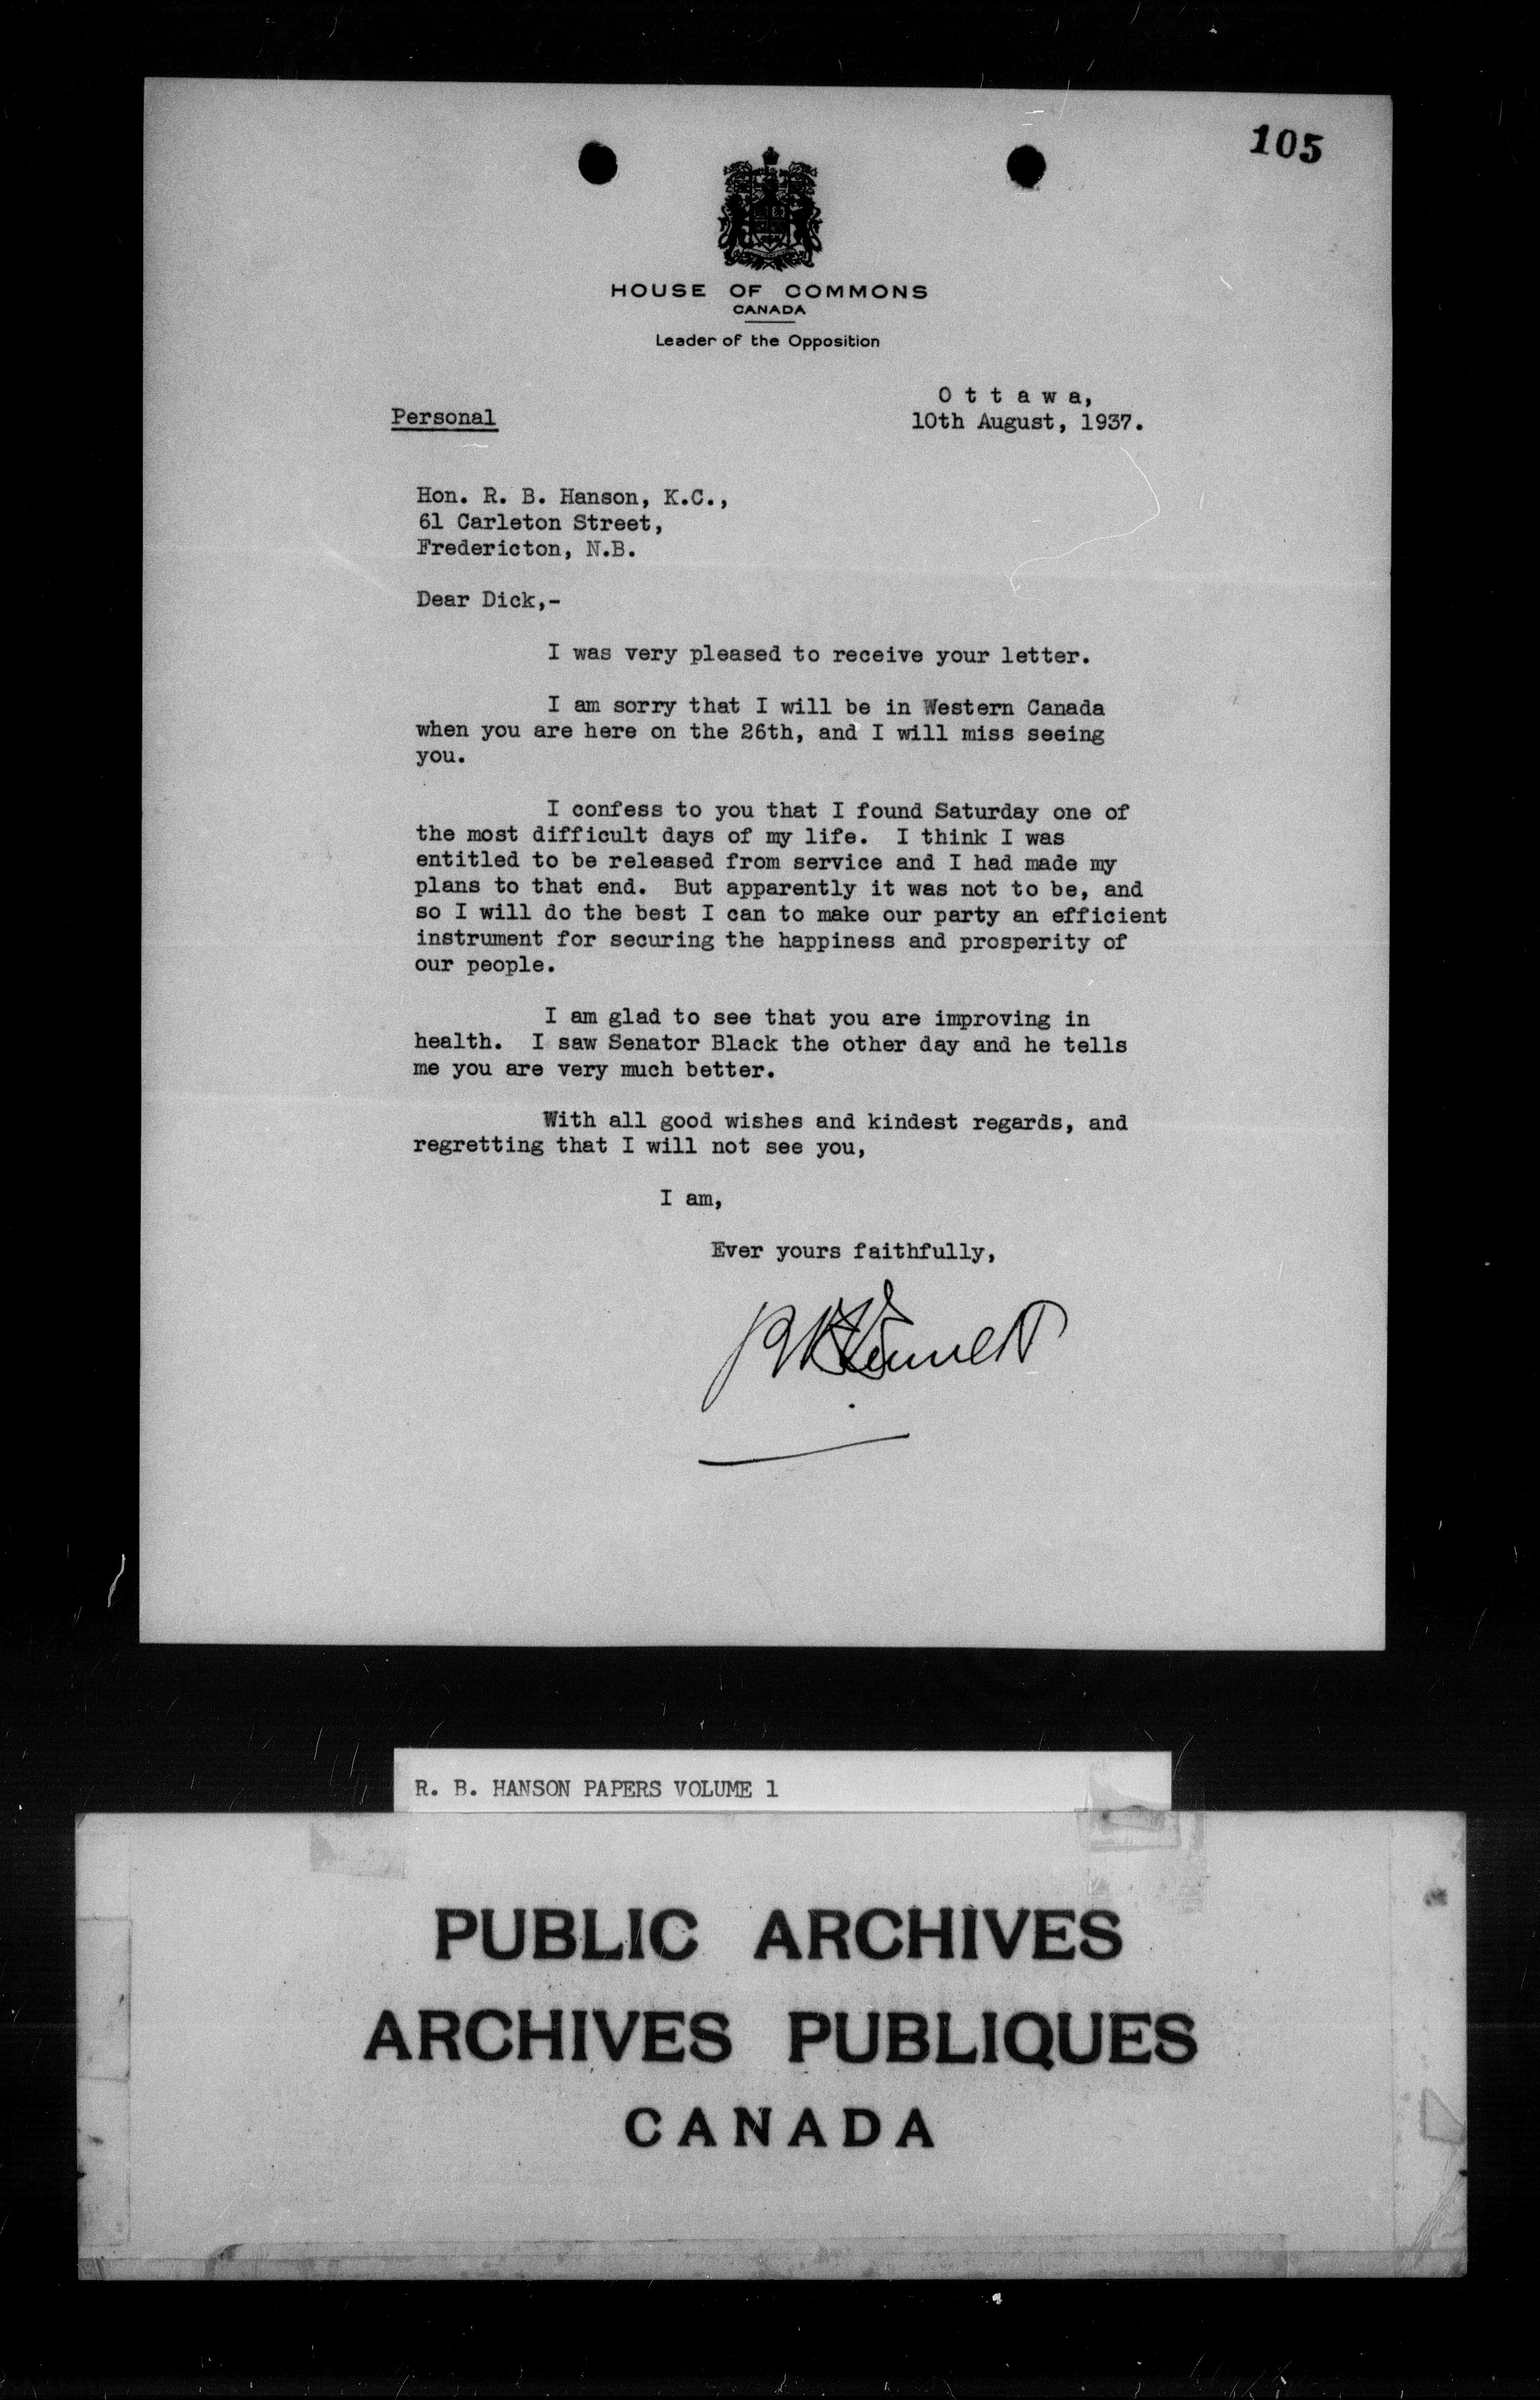 105
HOUSE OF COMMONS
CANADA
Leader of the Opposition
Ottawa,
Personal
10th August, 1937.
Hon. R. B. Hanson, K.C.,
61 Carleton Street,
Fredericton, N.B.
Dear Dick,-
I was very pleased to receive your letter.
I am sorry that I will be in Western Canada
when you are here on the 26th, and I will miss seeing
you.
I confess to you that I found Saturday one of
the most difficult days of my life. I think I was
entitled to be released from service and I had made my
plans to that end. But apparently it was not to be, and
so I will do the best I can to make our party an efficient
instrument for securing the happiness and prosperity of
our people.
I am glad to see that you are improving in
health. I saw Senator Black the other day and he tells
me you are very much better.
With all good wishes and kindest regards, and
regretting that I will not see you,
I am,
Ever yours faithfully,
R B Bennett
R. B. HANSON PAPERS VOLUME 1
PUBLIC ARCHIVES
ARCHIVES PUBLIQUES
CANADA